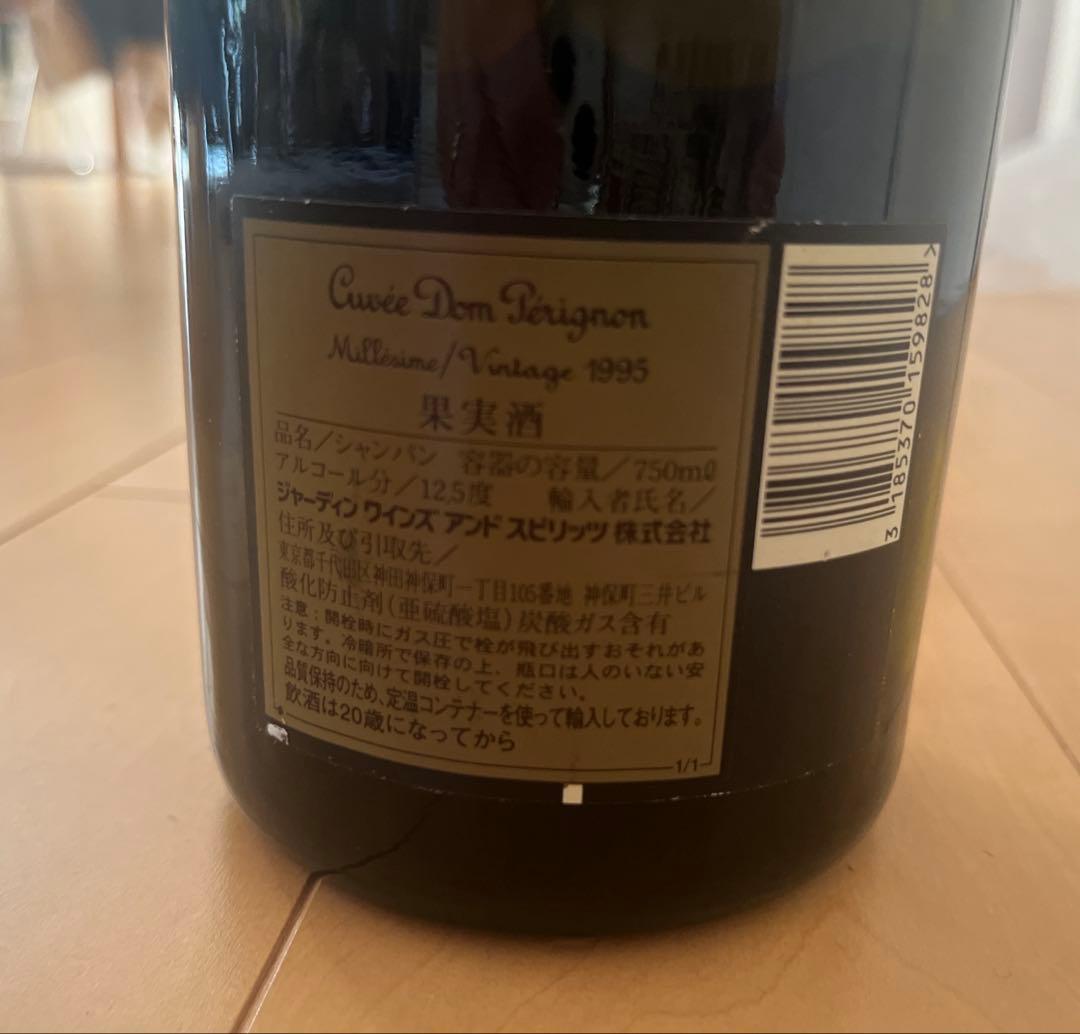 Cuvée Dom Pérignon
Millésime/Vintage 1995
果実酒
品名/シャンパン 容器の容量/750mℓ
アルコール分/12.5度 輸入者氏名/
ジャーディン ワインズ アンド スピリッツ 株式会社
住所及び引取先/
東京都千代田区神田神保町一丁目105番地 神保町三井ビル
酸化防止剤(亜硫酸塩)炭酸ガス含有
注意:開栓時にガス圧で栓が飛び出すおそれがあ
ります。冷暗所で保存の上、瓶口は人のいない安
全な方向に向けて開栓してください。
品質保持のため、定温コンテナーを使って輸入しております。
飲酒は20歳になってから
1/1
3 185370 159828 >